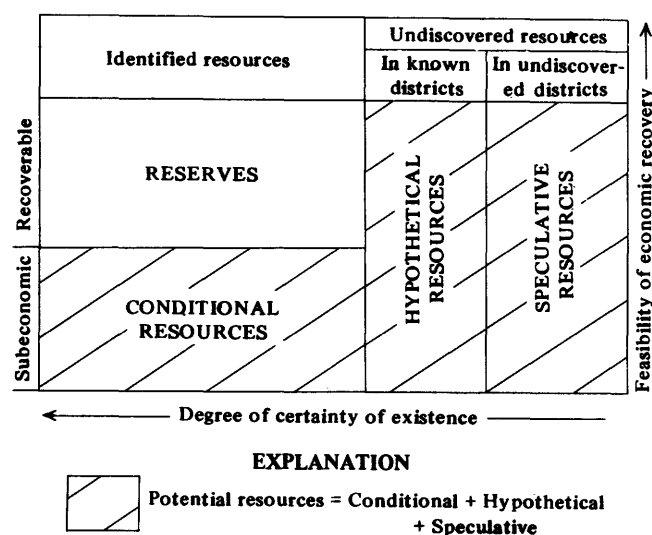 Identified resources
Undiscovered resources
In known
districts
In undiscover-
ed districts
Recoverable
Subeconomic
RESERVES
CONDITIONAL
RESOURCES
HYPOTHETICAL
RESOURCES
SPECULATIVE
RESOURCES
Feasibility of economic recovery
Degree of certainty of existence
EXPLANATION
Potential resources = Conditional + Hypothetical
+ Speculative